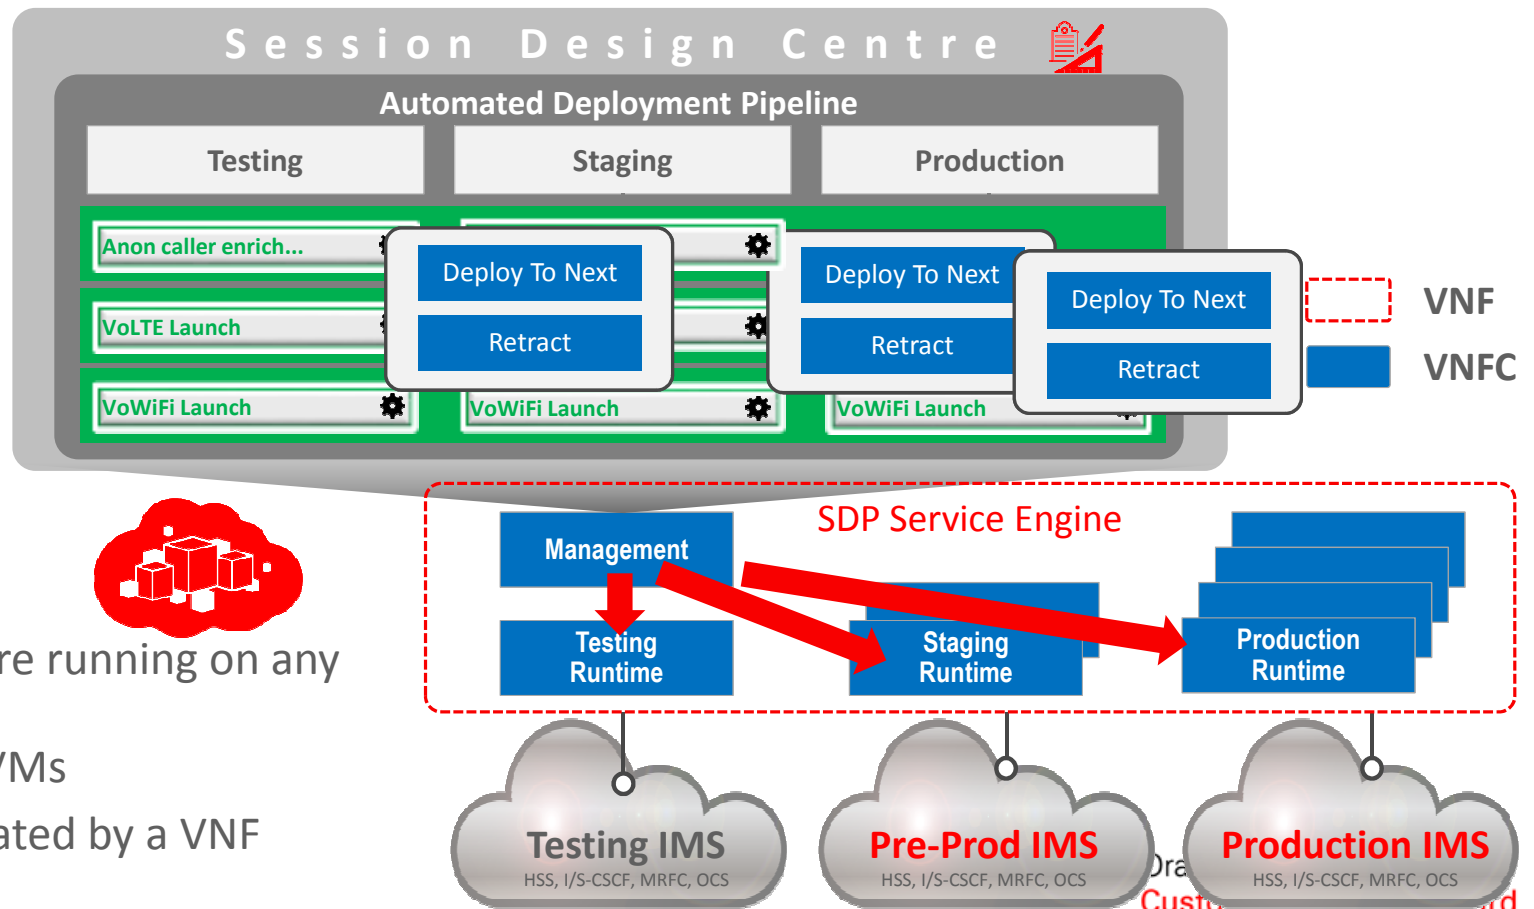 Session Design Centre
Automated Deployment Pipeline
Testing
Staging
Production
Anon caller enrich...
Deploy To Next
Retract
Deploy To Next
Retract
Deploy To Next
Retract
VoLTE Launch
VoWiFi Launch
VoWiFi Launch
VoWiFi Launch
VNF
VNFC
SDP Service Engine
Management
Testing
Runtime
Staging
Runtime
Production
Runtime
running on any
VMs
by a VNF
Testing IMS
HSS, I/S-CSCF, MRFC, OCS
Pre-Prod IMS
HSS, I/S-CSCF, MRFC, OCS
Production IMS
HSS, I/S-CSCF, MRFC, OCS